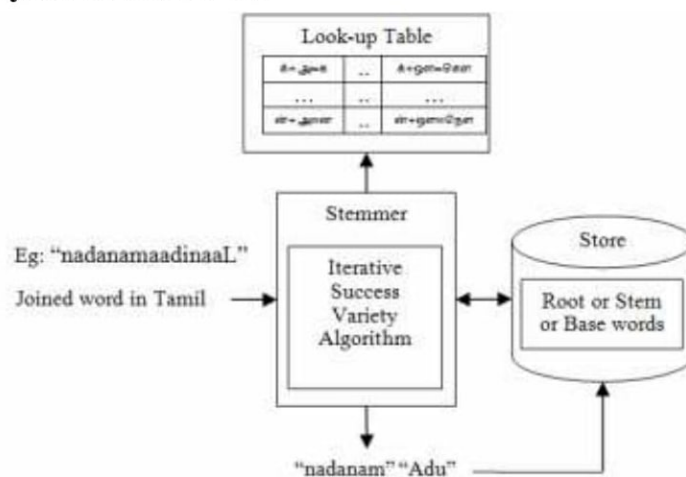 Look-up Table
க்+அ=க .. க்+ஔ=கௌ
... .. ...
ன்+அ=ன .. ன்+ஔ=னௌ
Stemmer
Eg: “nadanamaadinaaL”
Joined word in Tamil
Iterative
Success
Variety
Algorithm
Store
Root or Stem
or Base words
“nadanam” “Adu”